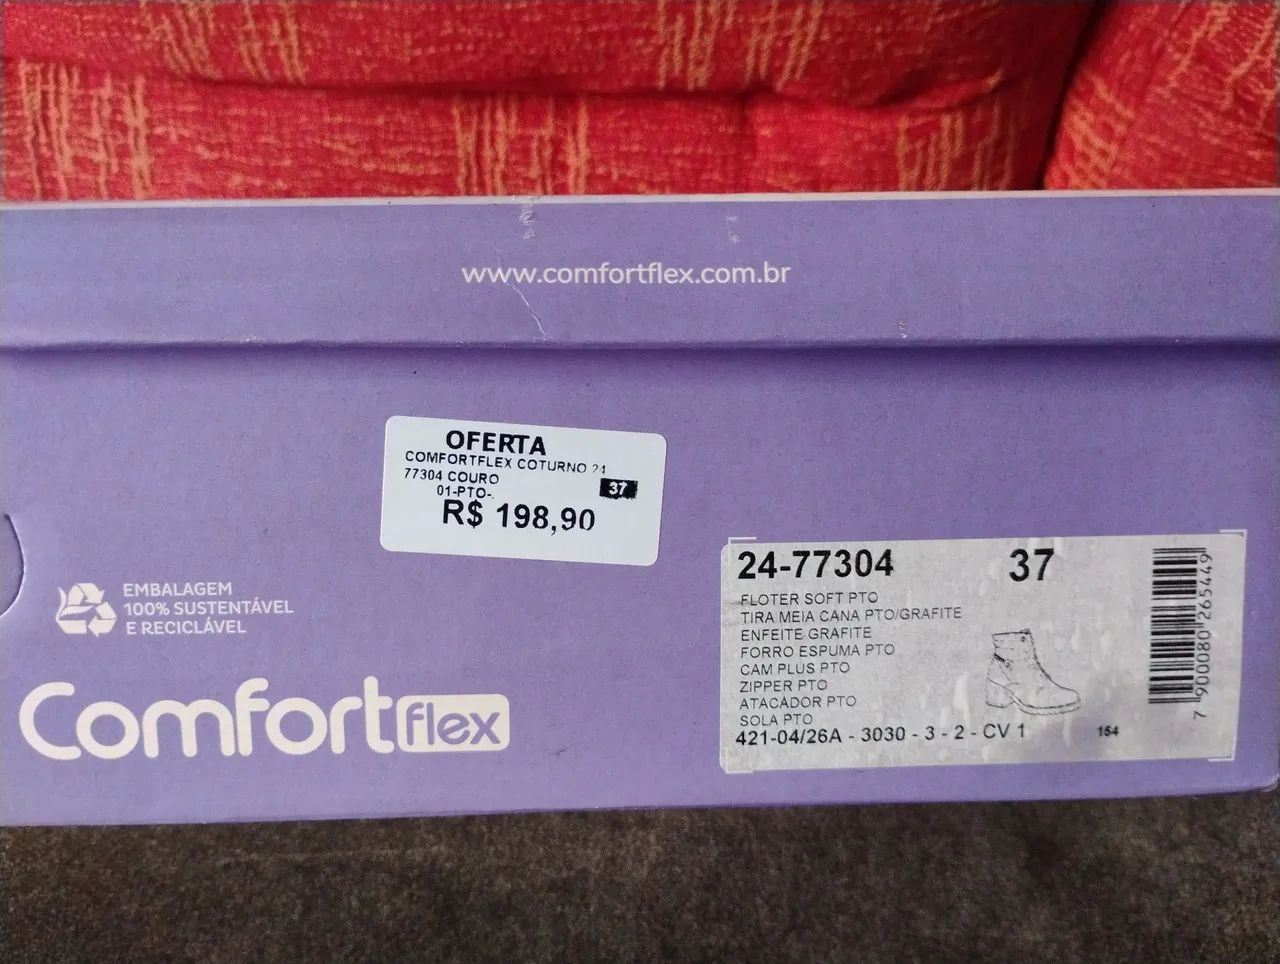 www.comfortflex.com.br
OFERTA
COMFORTFLEX COTURNO 24
77304 COURO
37
01-PTO-.
R$ 198,90
EMBALAGEM
100% SUSTENTÁVEL
E RECICLÁVEL
Comfortflex
24-77304 37
FLOTER SOFT PTO
TIRA MEIA CANA PTO/GRAFITE
ENFEITE GRAFITE
FORRO ESPUMA PTO
CAM PLUS PTO
ZIPPER PTO
ATACADOR PTO
SOLA PTO
421-04/26A - 3030 - 3 - 2 - CV 1 154
7 900080 265449